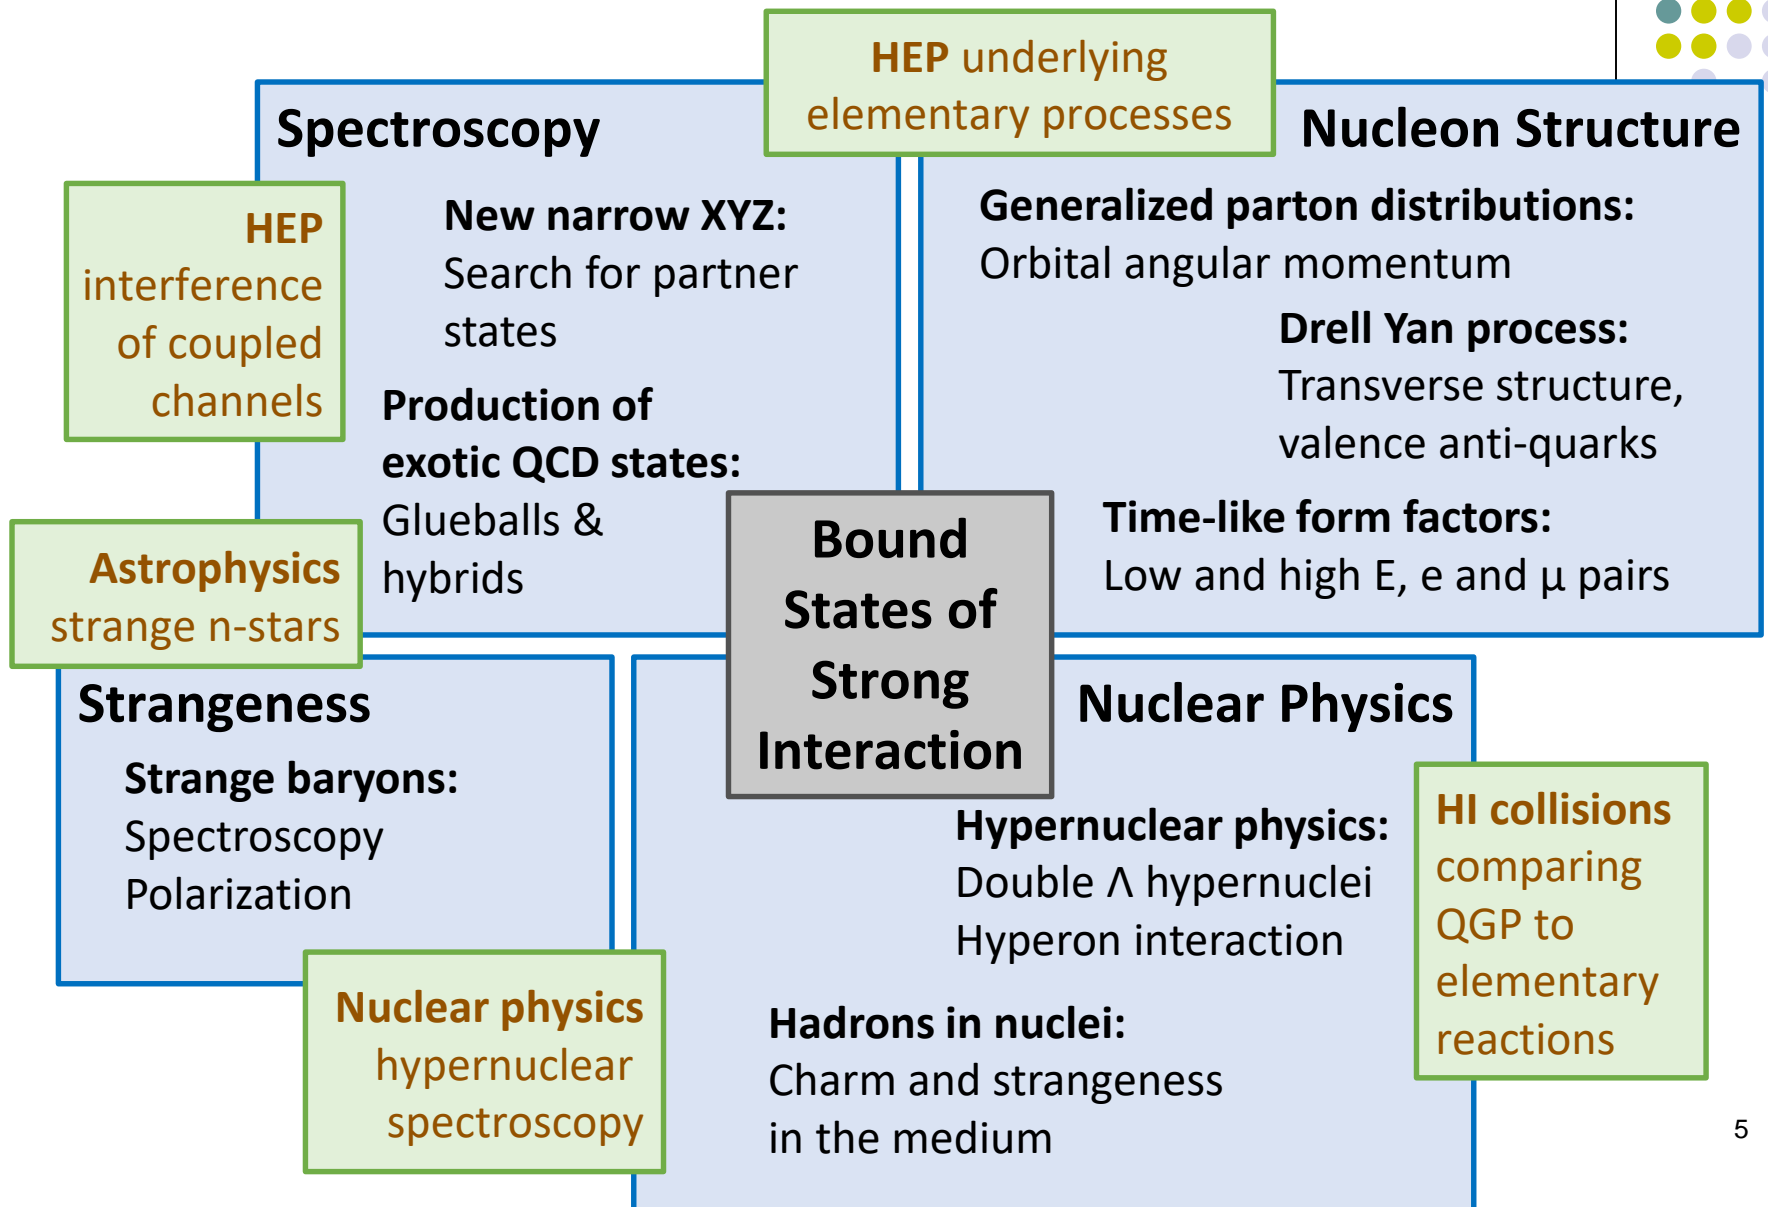 HEP underlying
elementary processes
Spectroscopy
New narrow XYZ:
Search for partner
states
Production of
exotic QCD states:
Glueballs &
hybrids
HEP
interference
of coupled
channels
Nucleon Structure
Generalized parton distributions:
Orbital angular momentum
Drell Yan process:
Transverse structure,
valence anti-quarks
Time-like form factors:
Low and high E, e and μ pairs
Bound
States of
Strong
Interaction
Astrophysics
strange n-stars
Strangeness
Strange baryons:
Spectroscopy
Polarization
Nuclear physics
hypernuclear
spectroscopy
Nuclear Physics
Hypernuclear physics:
Double Λ hypernuclei
Hyperon interaction
Hadrons in nuclei:
Charm and strangeness
in the medium
HI collisions
comparing
QGP to
elementary
reactions
5